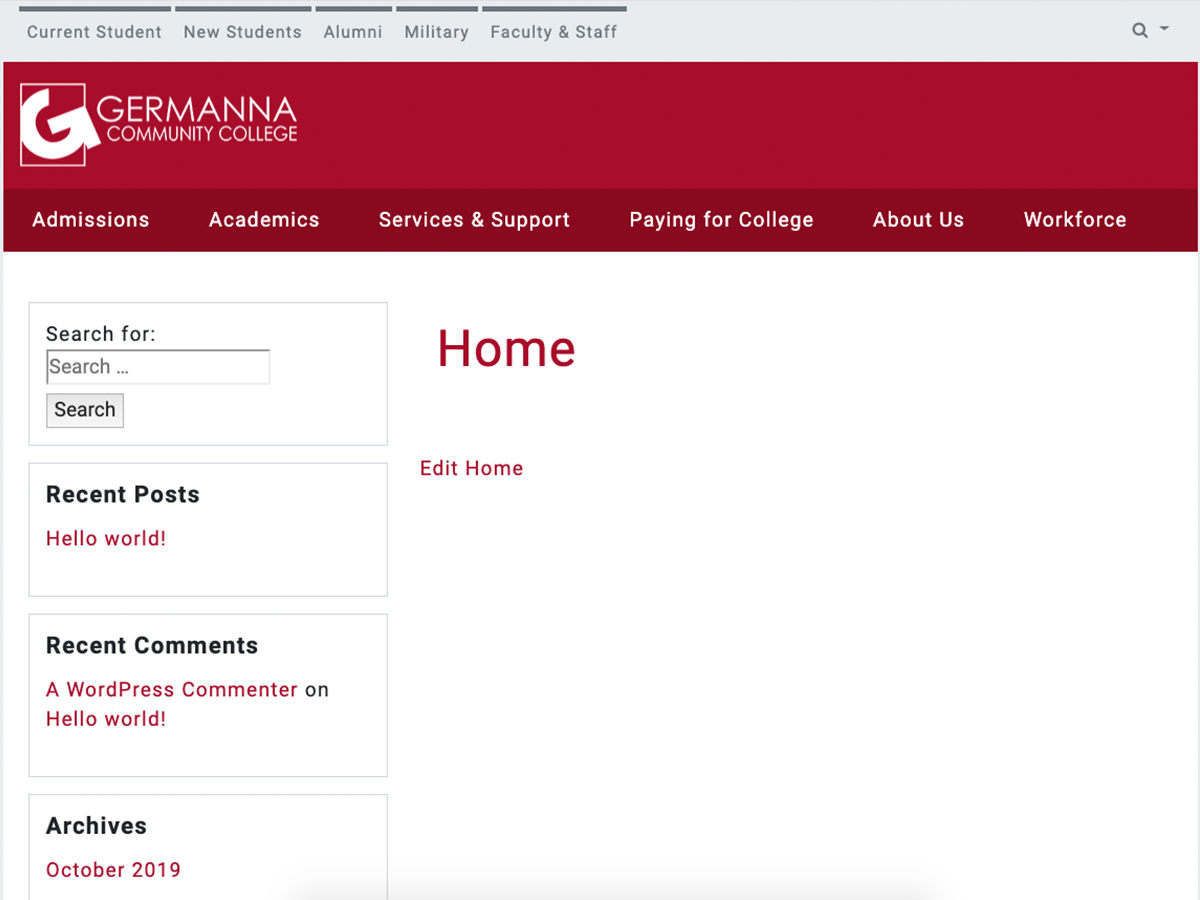 Current Student New Students Alumni Military Faculty & Staff
GERMANNA
COMMUNITY COLLEGE
Admissions Academics Services & Support Paying for College About Us Workforce
Search for:
Search …
Search
Recent Posts
Hello world!
Recent Comments
A WordPress Commenter on
Hello world!
Archives
October 2019
Home
Edit Home